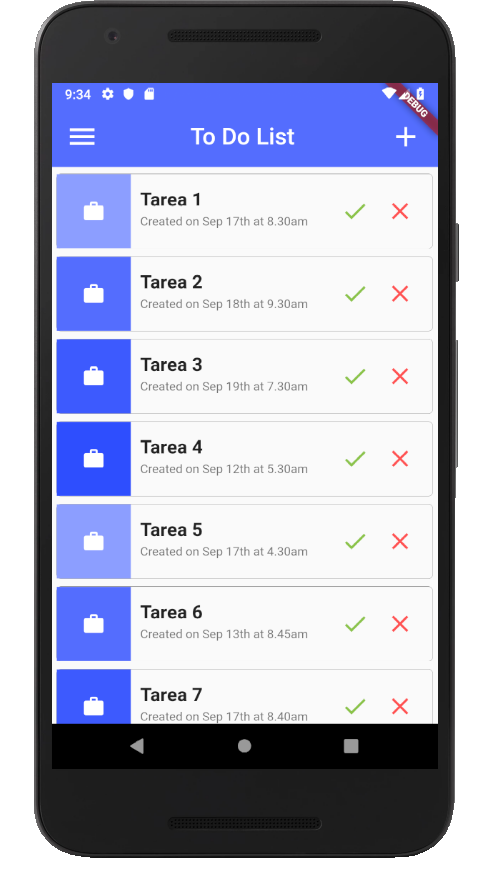 9:34
DEBUG
To Do List
Tarea 1
Created on Sep 17th at 8.30am
Tarea 2
Created on Sep 18th at 9.30am
Tarea 3
Created on Sep 19th at 7.30am
Tarea 4
Created on Sep 12th at 5.30am
Tarea 5
Created on Sep 17th at 4.30am
Tarea 6
Created on Sep 13th at 8.45am
Tarea 7
Created on Sep 17th at 8.40am